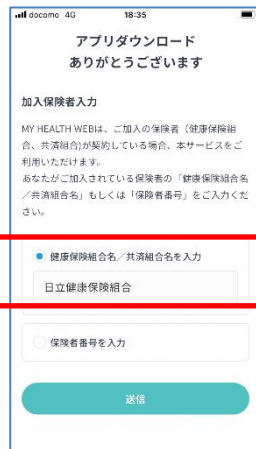 docomo 4G 18:35
アプリダウンロード
ありがとうございます
加入保険者入力
MY HEALTH WEBは、ご加入の保険者（健康保険組
合、共済組合)が契約している場合、本サービスをご
利用いただけます。
あなたがご加入されている保険者の「健康保険組合名
／共済組合名」もしくは「保険者番号」をご入力くだ
さい。
健康保険組合名／共済組合名を入力
日立健康保険組合
保険者番号を入力
送信